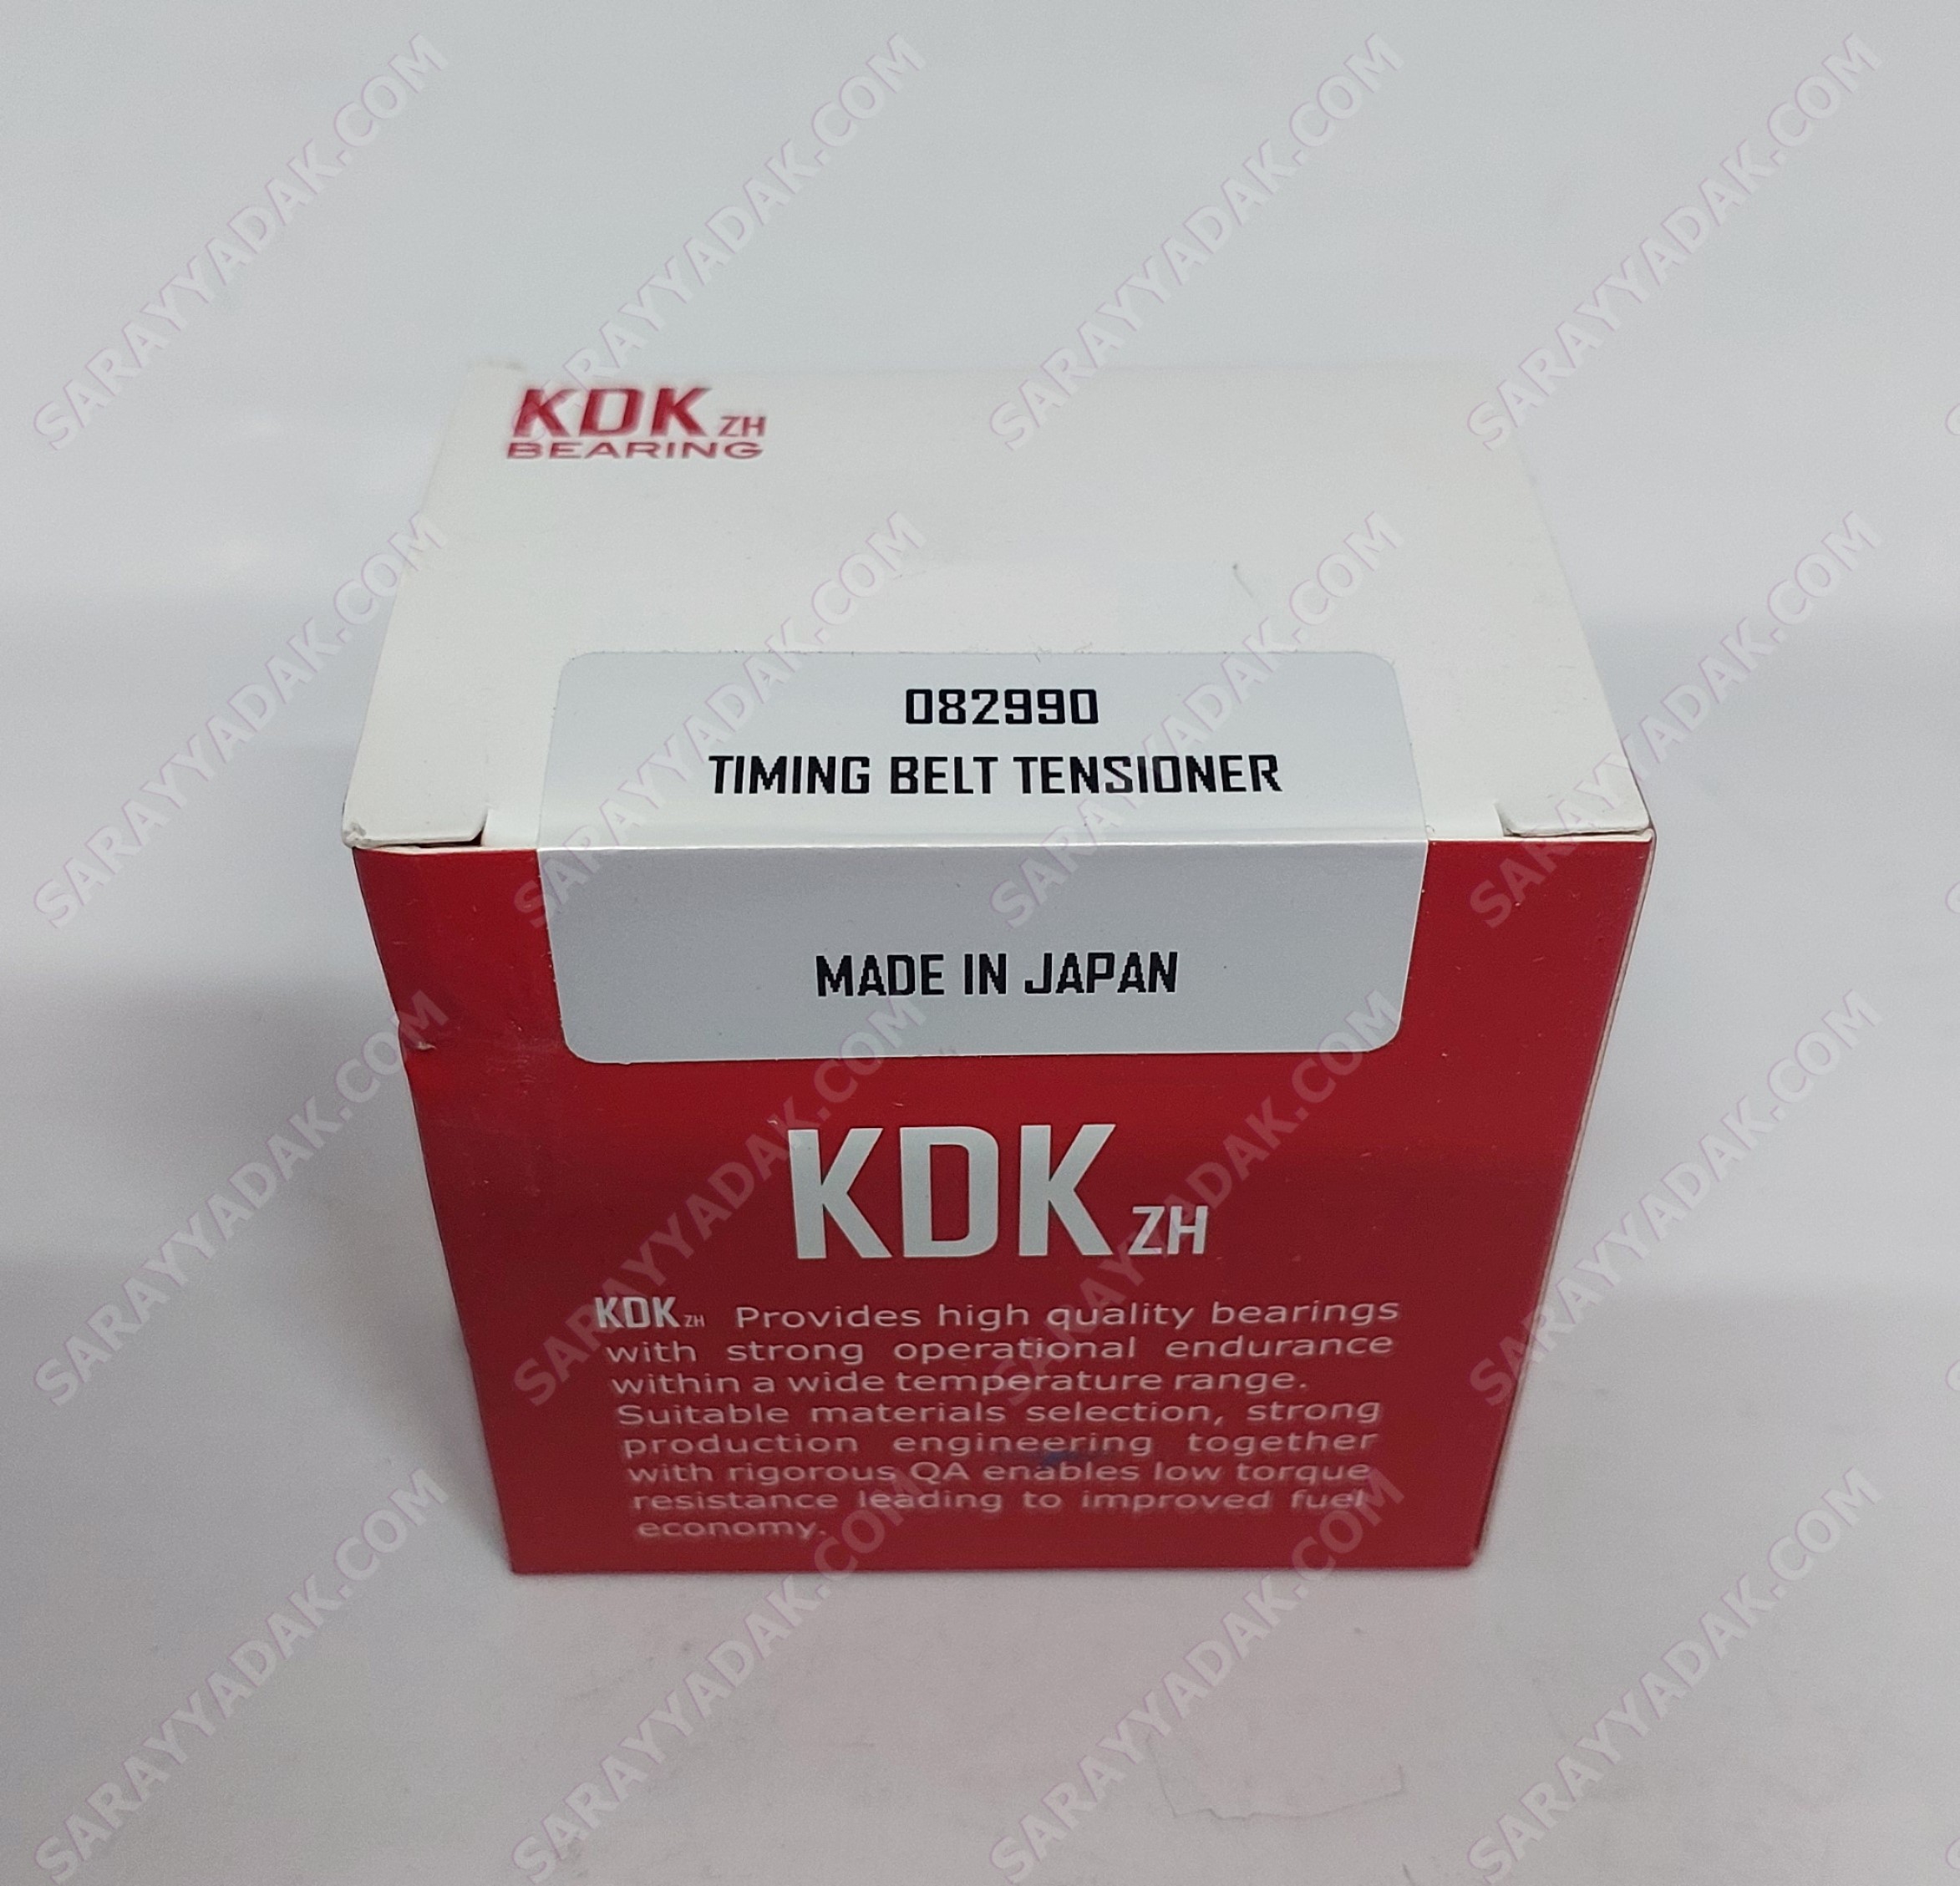 KDK ZH
BEARING
082990
TIMING BELT TENSIONER
MADE IN JAPAN
KDK ZH
KDK ZH Provides high quality bearings
with strong operational endurance
within a wide temperature range.
Suitable materials selection, strong
production engineering together
with rigorous QA enables low torque
resistance leading to improved fuel
economy.
SARAYYADAK.COM